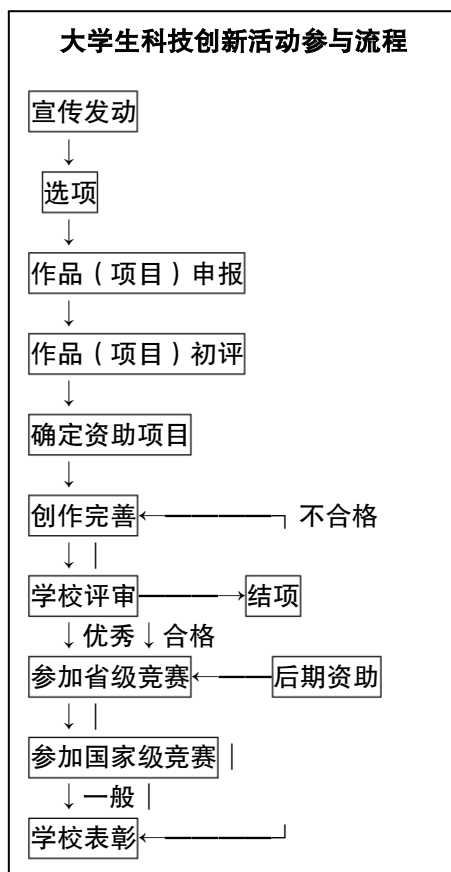 大学生科技创新活动参与流程
宣传发动
↓
选项
↓
作品（项目）申报
↓
作品（项目）初评
↓
确定资助项目
↓
创作完善←————┐ 不合格
↓ |
学校评审————→结项
↓优秀↓合格
参加省级竞赛←———后期资助
↓ |
参加国家级竞赛 |
↓一般 |
学校表彰←————┘